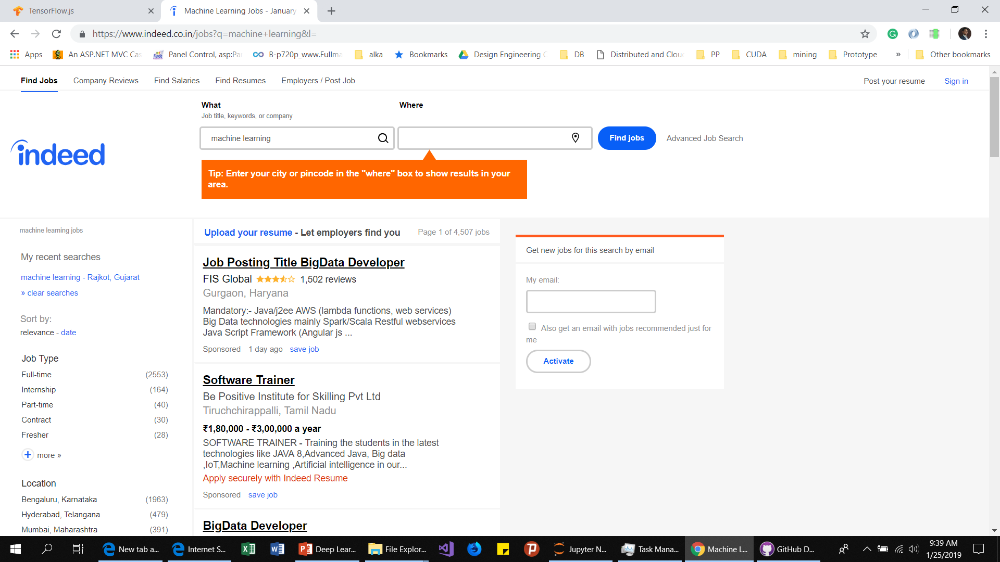 TensorFlow.js
Machine Learning Jobs - January
https://www.indeed.co.in/jobs?q=machine+learning&l=
Apps
An ASP.NET MVC Cas
Panel Control, asp:Pan
B-p720p_www.Fullma
alka
Bookmarks
Design Engineering C
DB
Distributed and Clou
PP
CUDA
mining
Prototype
»
Other bookmarks
Find Jobs
Company Reviews
Find Salaries
Find Resumes
Employers / Post Job
Post your resume
Sign in
What
Job title, keywords, or company
Where
indeed
machine learning
Find jobs
Advanced Job Search
Tip: Enter your city or pincode in the "where" box to show results in your
area.
machine learning jobs
My recent searches
machine learning - Rajkot, Gujarat
» clear searches
Sort by:
relevance - date
Job Type
Full-time (2553)
Internship (164)
Part-time (40)
Contract (30)
Fresher (28)
more »
Location
Bengaluru, Karnataka (1963)
Hyderabad, Telangana (479)
Mumbai, Maharashtra (391)
Upload your resume - Let employers find you
Page 1 of 4,507 jobs
Job Posting Title BigData Developer
FIS Global 1,502 reviews
Gurgaon, Haryana
Mandatory:- Java/j2ee AWS (lambda functions, web services)
Big Data technologies mainly Spark/Scala Restful webservices
Java Script Framework (Angular js ...
Sponsored 1 day ago save job
Software Trainer
Be Positive Institute for Skilling Pvt Ltd
Tiruchchirappalli, Tamil Nadu
₹1,80,000 - ₹3,00,000 a year
SOFTWARE TRAINER - Training the students in the latest
technologies like JAVA 8,Advanced Java, Big data
,IoT,Machine learning ,Artificial intelligence in our...
Apply securely with Indeed Resume
Sponsored save job
BigData Developer
Get new jobs for this search by email
My email:
Also get an email with jobs recommended just for
me
Activate
New tab a...
Internet S...
Deep Lear...
File Explor...
Jupyter N...
Task Mana...
Machine L...
GitHub D...
9:39 AM
1/25/2019